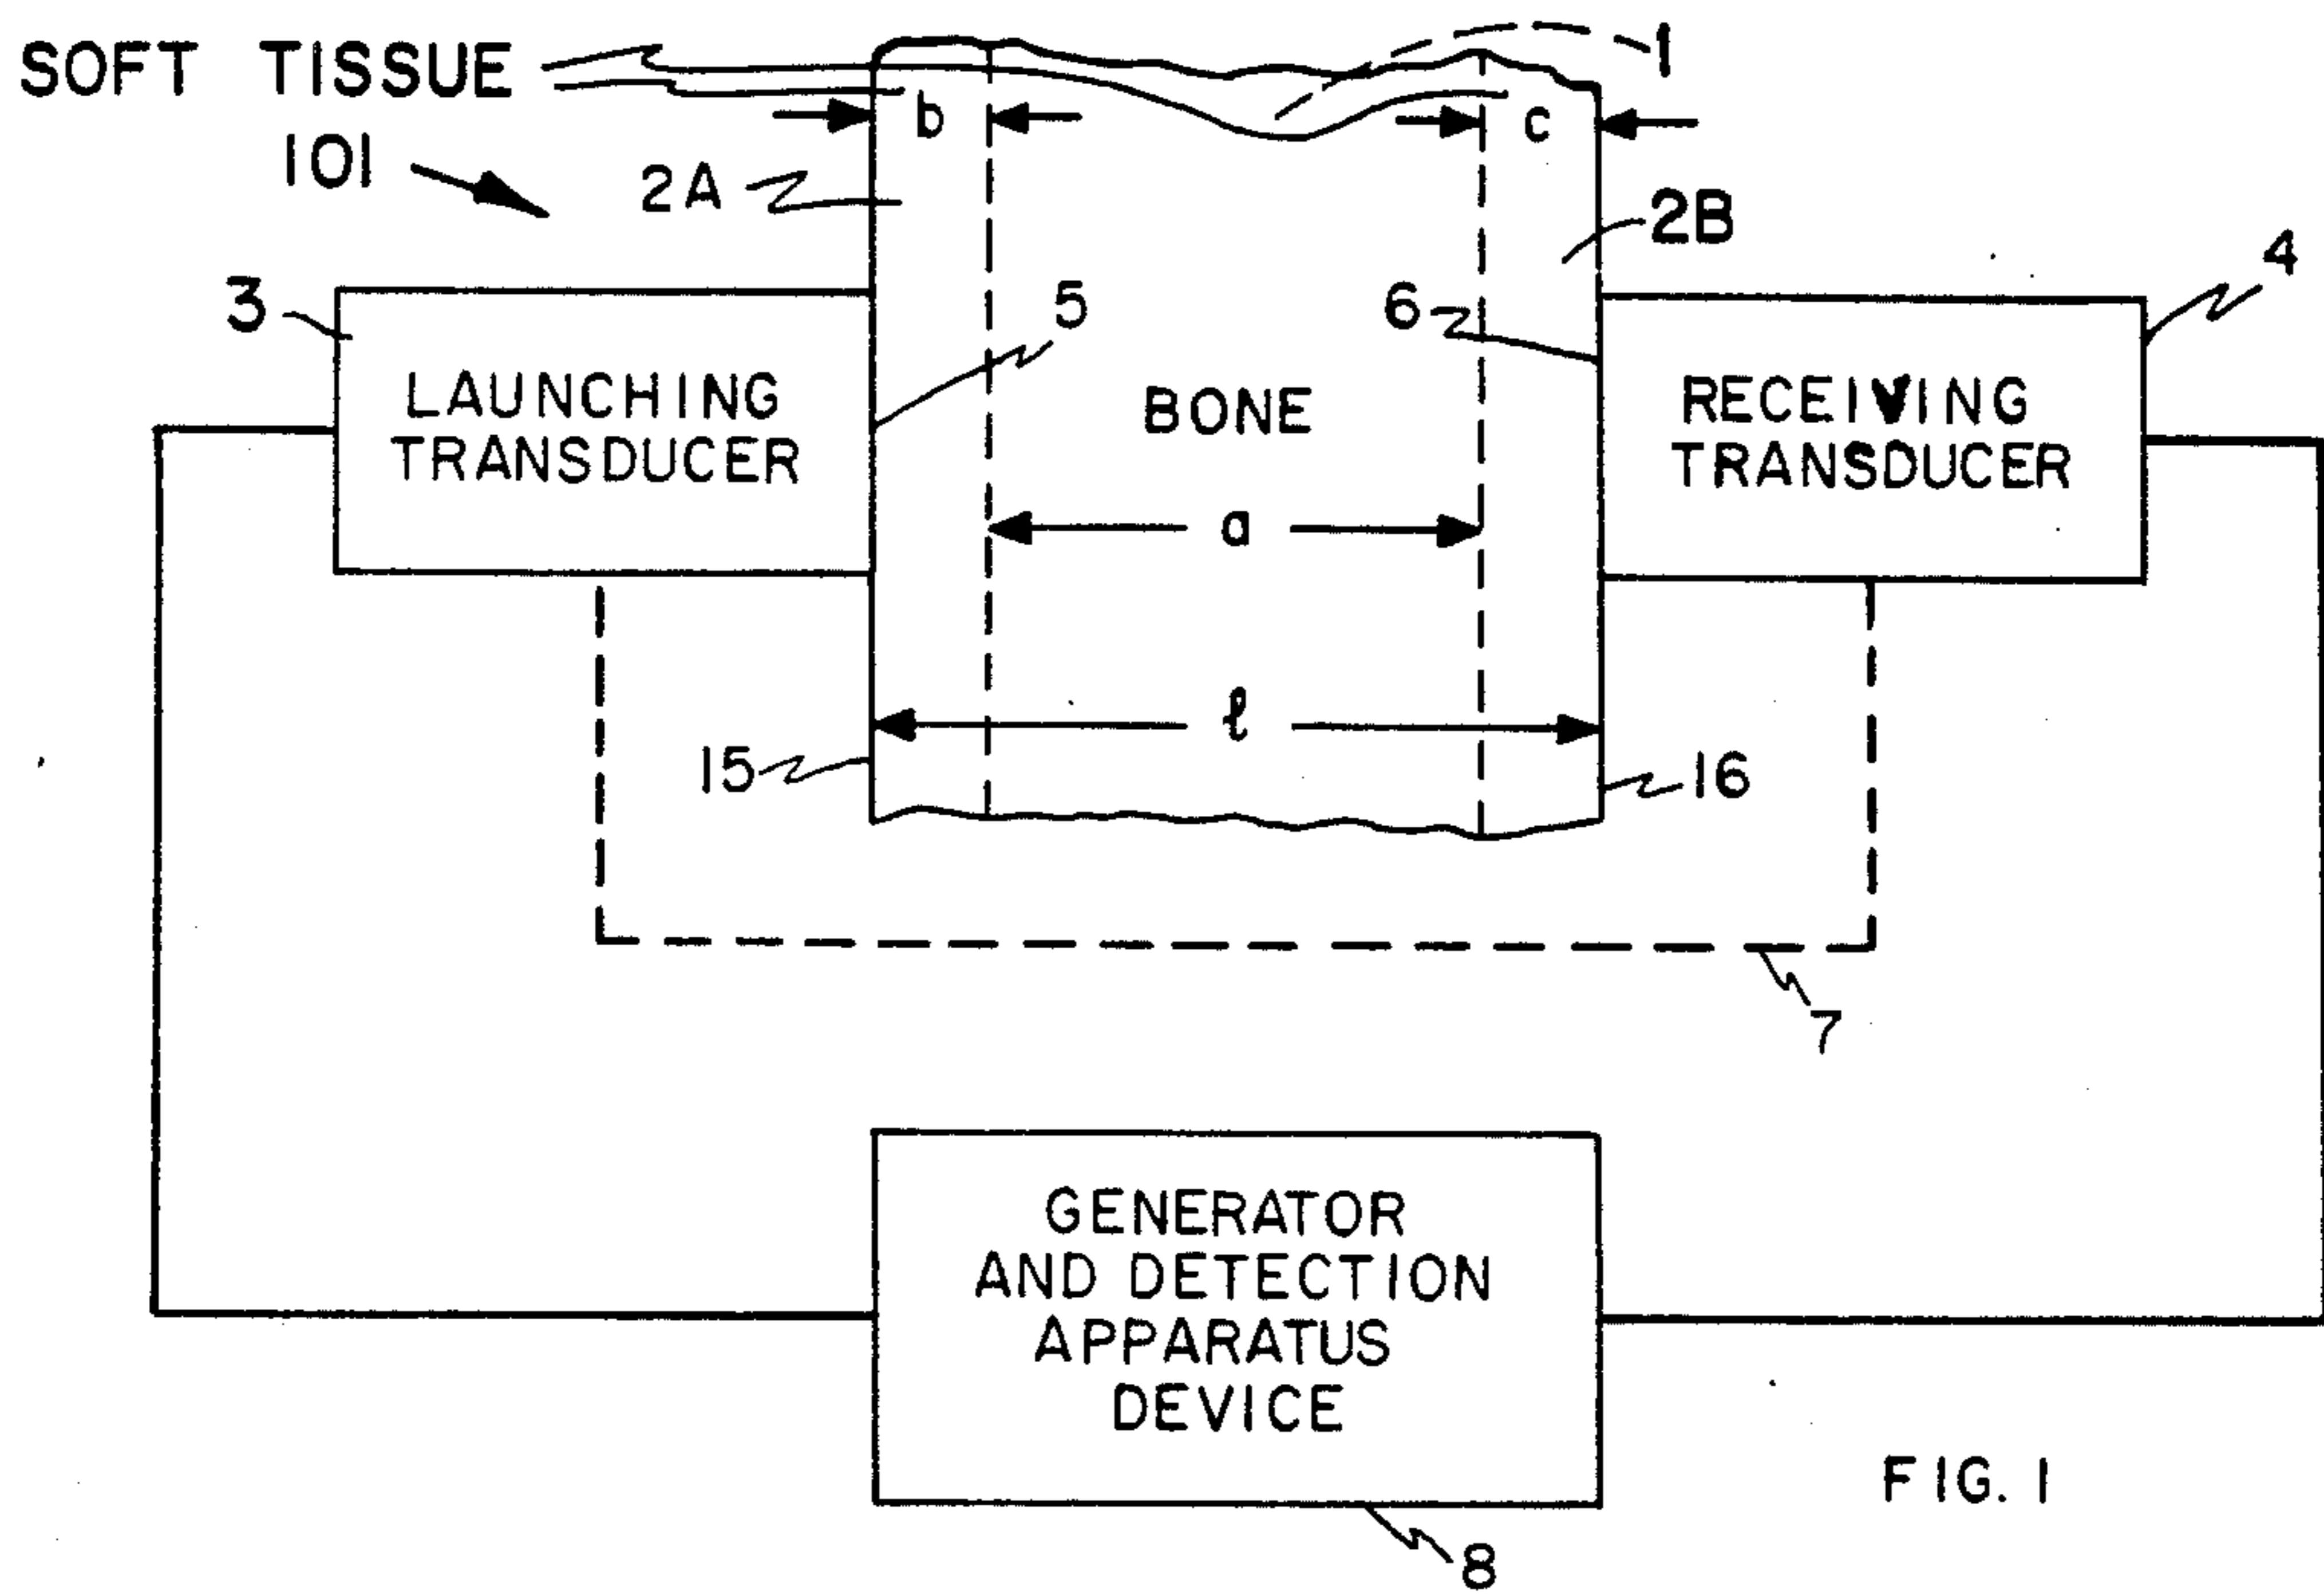 SOFT TISSUE
1
b
c
101
2A
2B
3
5
6
4
LAUNCHING
TRANSDUCER
BONE
RECEIVING
TRANSDUCER
a
ℓ
15
16
7
GENERATOR
AND DETECTION
APPARATUS
DEVICE
FIG. 1
8